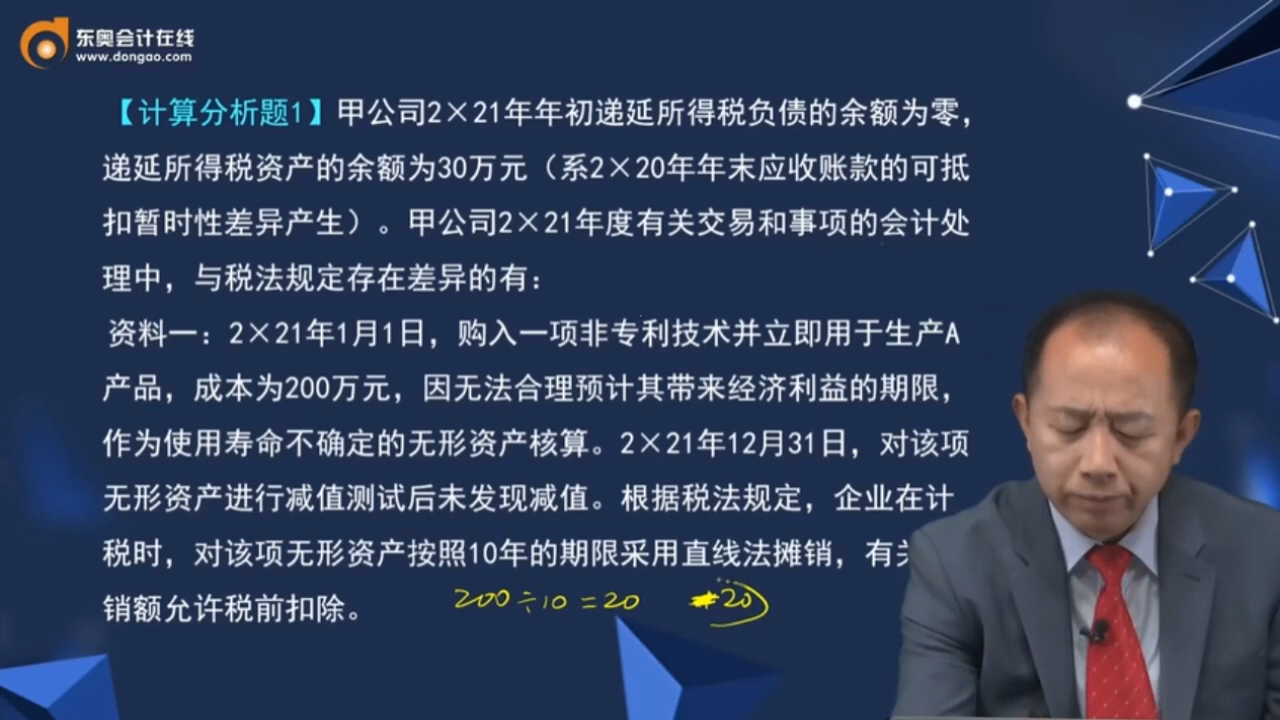 东奥会计在线
www.dongao.com
【计算分析题1】甲公司2×21年年初递延所得税负债的余额为零，
递延所得税资产的余额为30万元（系2×20年年末应收账款的可抵
扣暂时性差异产生）。甲公司2×21年度有关交易和事项的会计处
理中，与税法规定存在差异的有：
资料一：2×21年1月1日，购入一项非专利技术并立即用于生产A
产品，成本为200万元，因无法合理预计其带来经济利益的期限，
作为使用寿命不确定的无形资产核算。2×21年12月31日，对该项
无形资产进行减值测试后未发现减值。根据税法规定，企业在计
税时，对该项无形资产按照10年的期限采用直线法摊销，有关
销额允许税前扣除。
200÷10=20 20